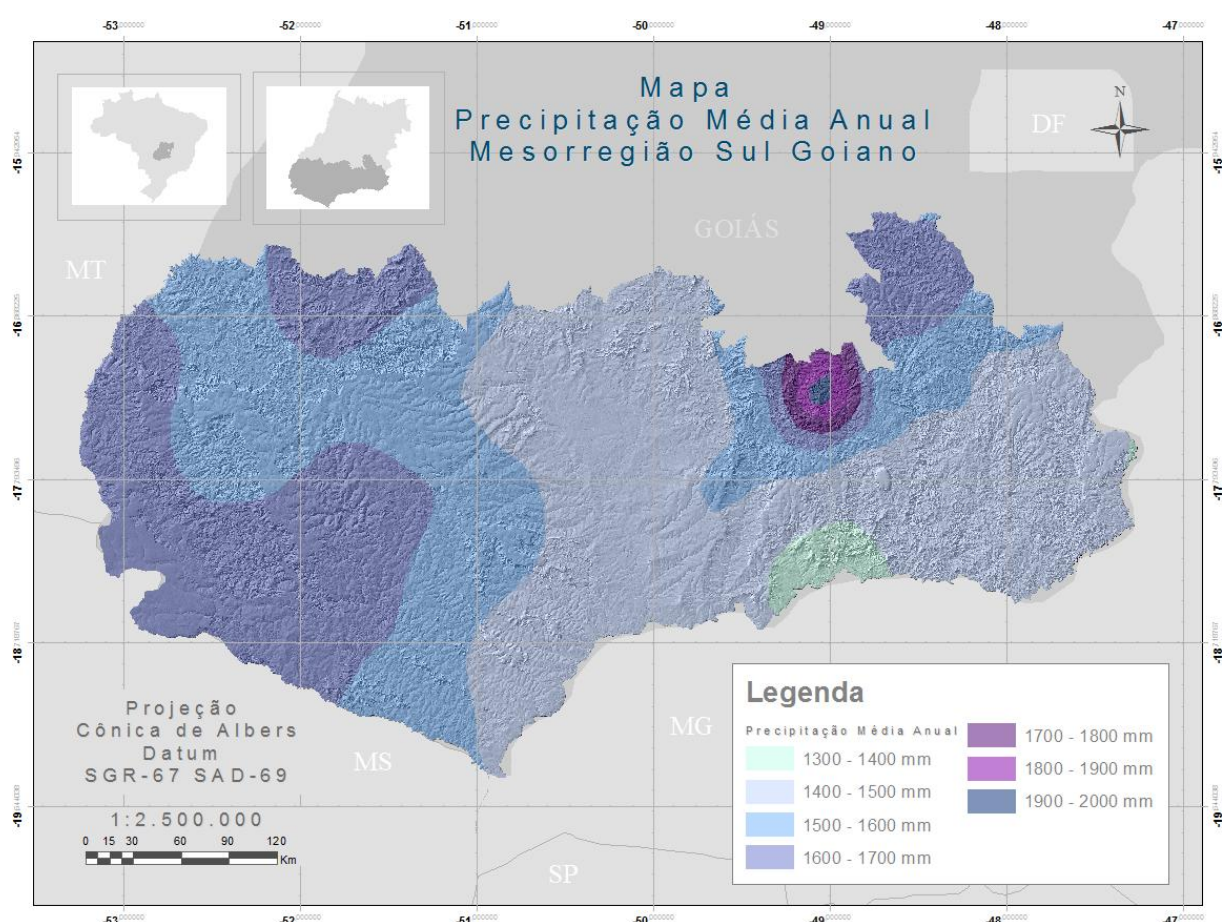 -53 -52 -51 -50 -49 -48 -47
Mapa
Precipitação Média Anual
Mesorregião Sul Goiano
N
DF
GOIÁS
MT
-15 -15
-16 -16
-17 -17
-18 -18
-19 -19
Projeção
Cônica de Albers
Datum
SGR-67 SAD-69
1:2.500.000
0 15 30 60 90 120
Km
MS
MG
SP
Legenda
Precipitação Média Anual
1300 - 1400 mm
1400 - 1500 mm
1500 - 1600 mm
1600 - 1700 mm
1700 - 1800 mm
1800 - 1900 mm
1900 - 2000 mm
-53 -52 -51 -50 -49 -48 -47